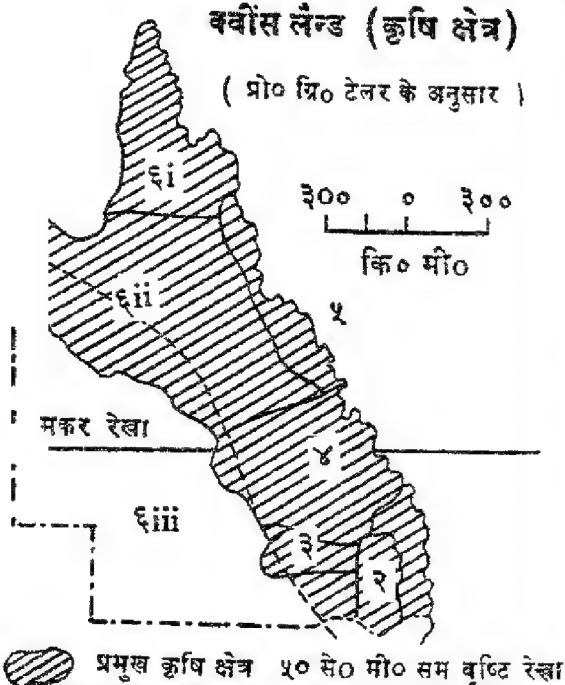 क्वींस लैन्ड (कृषि क्षेत्र)
( प्रो० ग्रि० टेलर के अनुसार )
६i
३०० ० ३००
कि० मी०
६ii
५
मकर रेखा
४
६iii
३
२
प्रमुख कृषि क्षेत्र ५० से० मी० सम वृष्टि रेखा